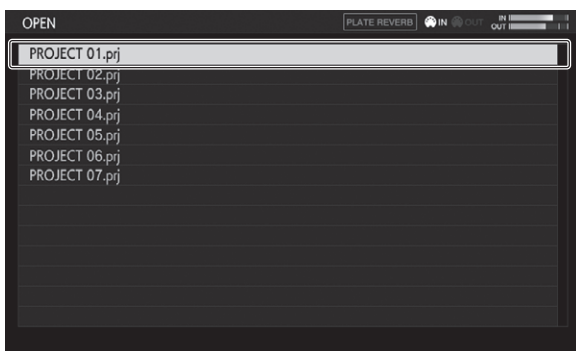 OPEN PLATE REVERB IN OUT IN
OUT
PROJECT 01.prj
PROJECT 02.prj
PROJECT 03.prj
PROJECT 04.prj
PROJECT 05.prj
PROJECT 06.prj
PROJECT 07.prj